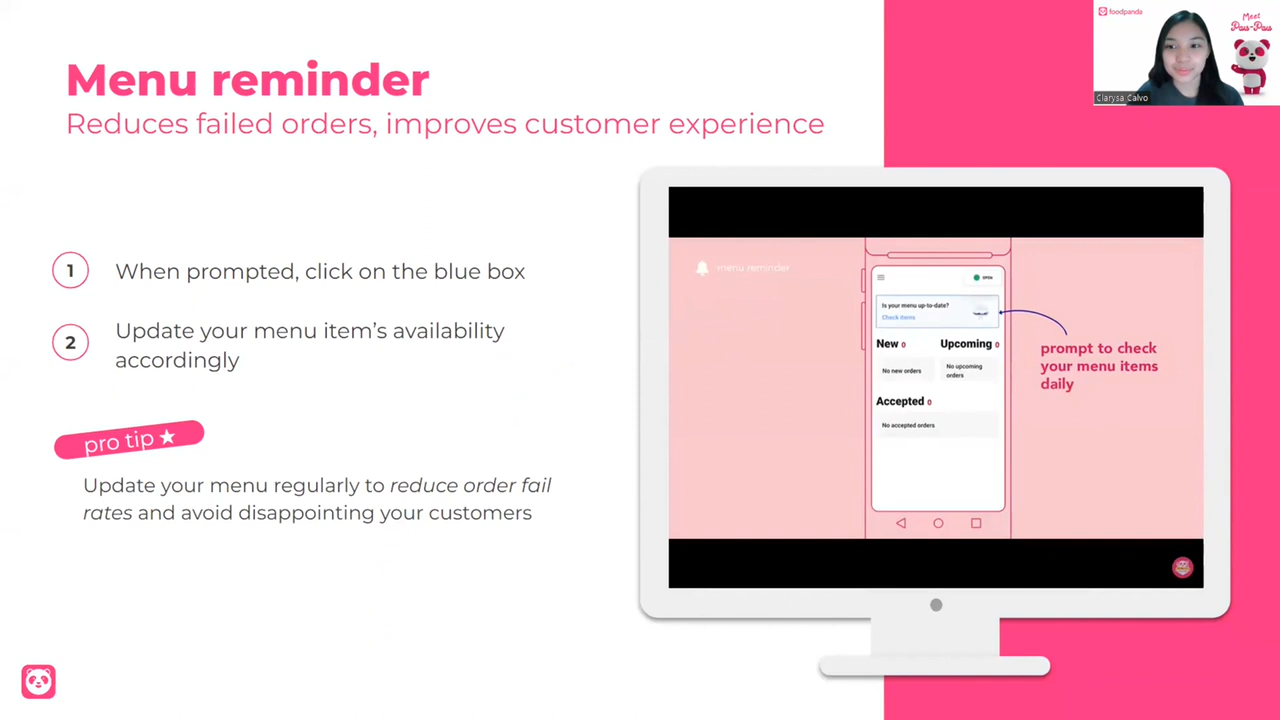 Menu reminder
Reduces failed orders, improves customer experience
1
When prompted, click on the blue box
2
Update your menu item's availability
accordingly
pro tip
Update your menu regularly to reduce order fail
rates and avoid disappointing your customers
menu reminder
OPEN
Is your menu up-to-date?
Check items
New 0
Upcoming 0
No new orders
No upcoming
orders
Accepted 0
No accepted orders
prompt to check
your menu items
daily
foodpanda
Meet
Pau-Pau
Clarysa Calvo